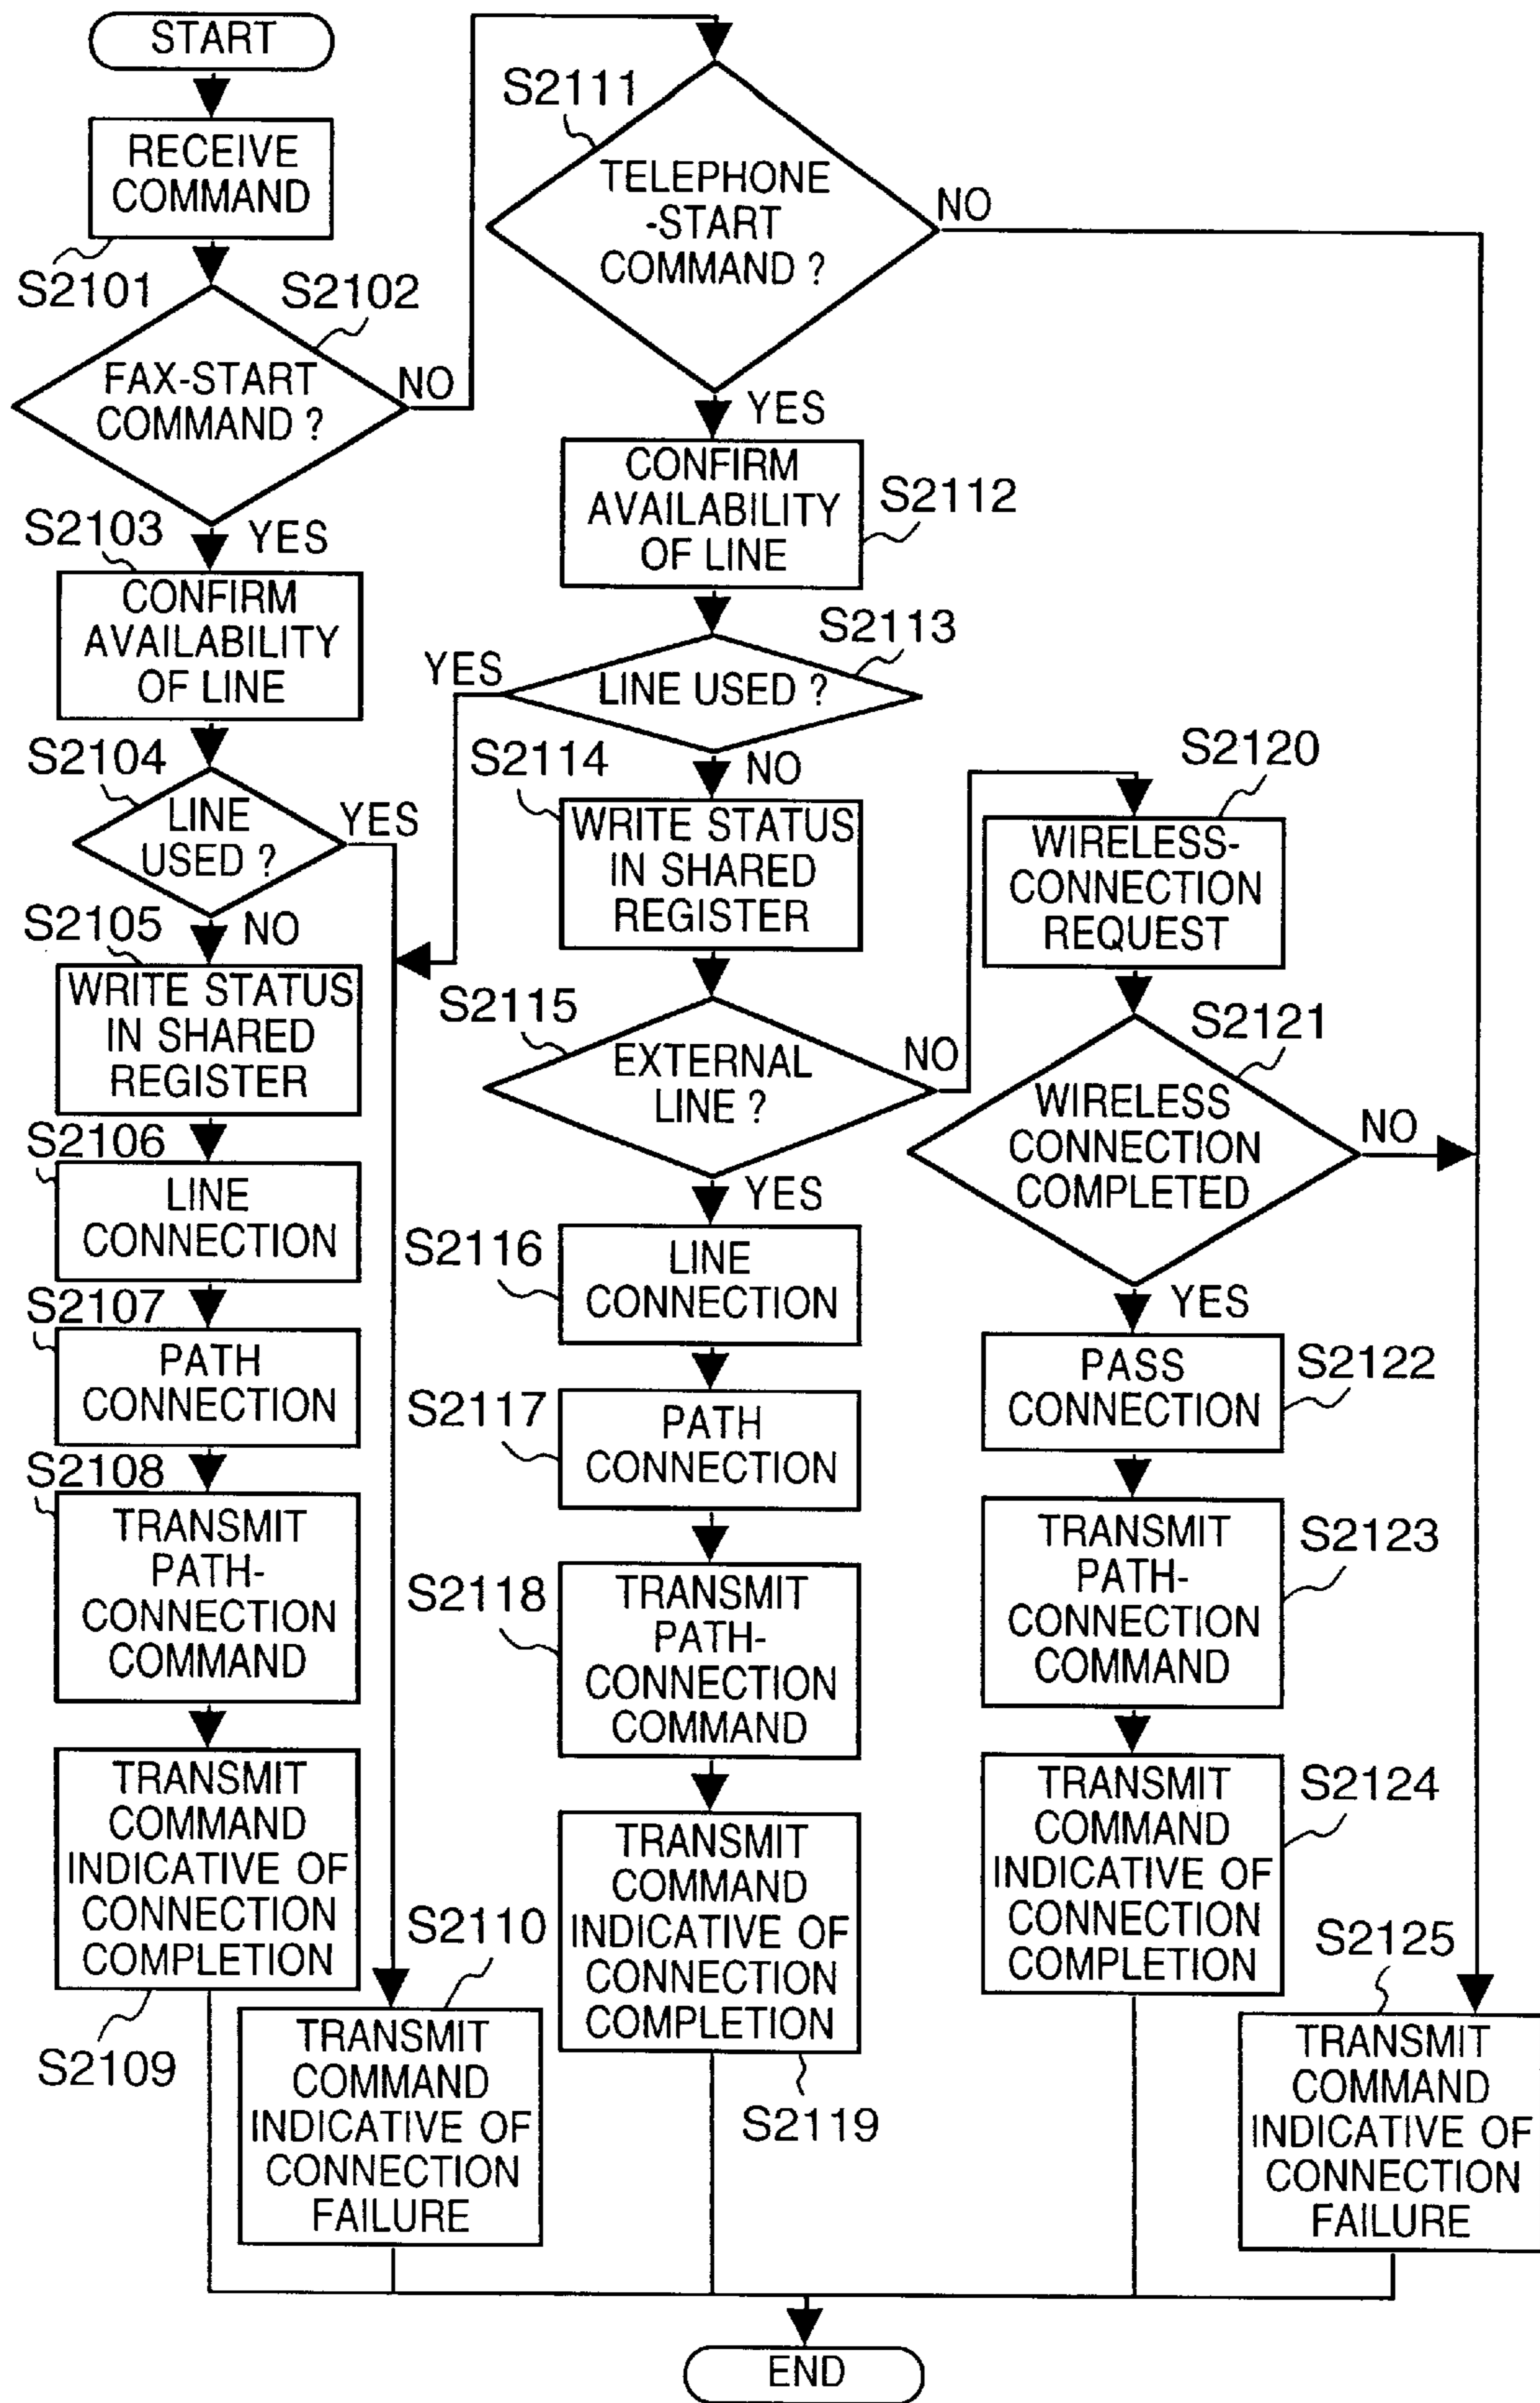 START
RECEIVE
COMMAND
S2101
S2102
FAX-START
COMMAND ?
NO
YES
S2103
CONFIRM
AVAILABILITY
OF LINE
S2104
LINE
USED ?
YES
NO
S2105
WRITE STATUS
IN SHARED
REGISTER
S2106
LINE
CONNECTION
S2107
PATH
CONNECTION
S2108
TRANSMIT
PATH-
CONNECTION
COMMAND
TRANSMIT
COMMAND
INDICATIVE OF
CONNECTION
COMPLETION
S2109
S2110
TRANSMIT
COMMAND
INDICATIVE OF
CONNECTION
FAILURE
S2111
TELEPHONE
-START
COMMAND ?
NO
YES
CONFIRM
AVAILABILITY
OF LINE
S2112
S2113
LINE USED ?
YES
NO
S2114
WRITE STATUS
IN SHARED
REGISTER
S2115
EXTERNAL
LINE ?
NO
YES
S2116
LINE
CONNECTION
S2117
PATH
CONNECTION
S2118
TRANSMIT
PATH-
CONNECTION
COMMAND
TRANSMIT
COMMAND
INDICATIVE OF
CONNECTION
COMPLETION
S2119
S2120
WIRELESS-
CONNECTION
REQUEST
S2121
WIRELESS
CONNECTION
COMPLETED
NO
YES
PASS
CONNECTION
S2122
TRANSMIT
PATH-
CONNECTION
COMMAND
S2123
TRANSMIT
COMMAND
INDICATIVE OF
CONNECTION
COMPLETION
S2124
S2125
TRANSMIT
COMMAND
INDICATIVE OF
CONNECTION
FAILURE
END